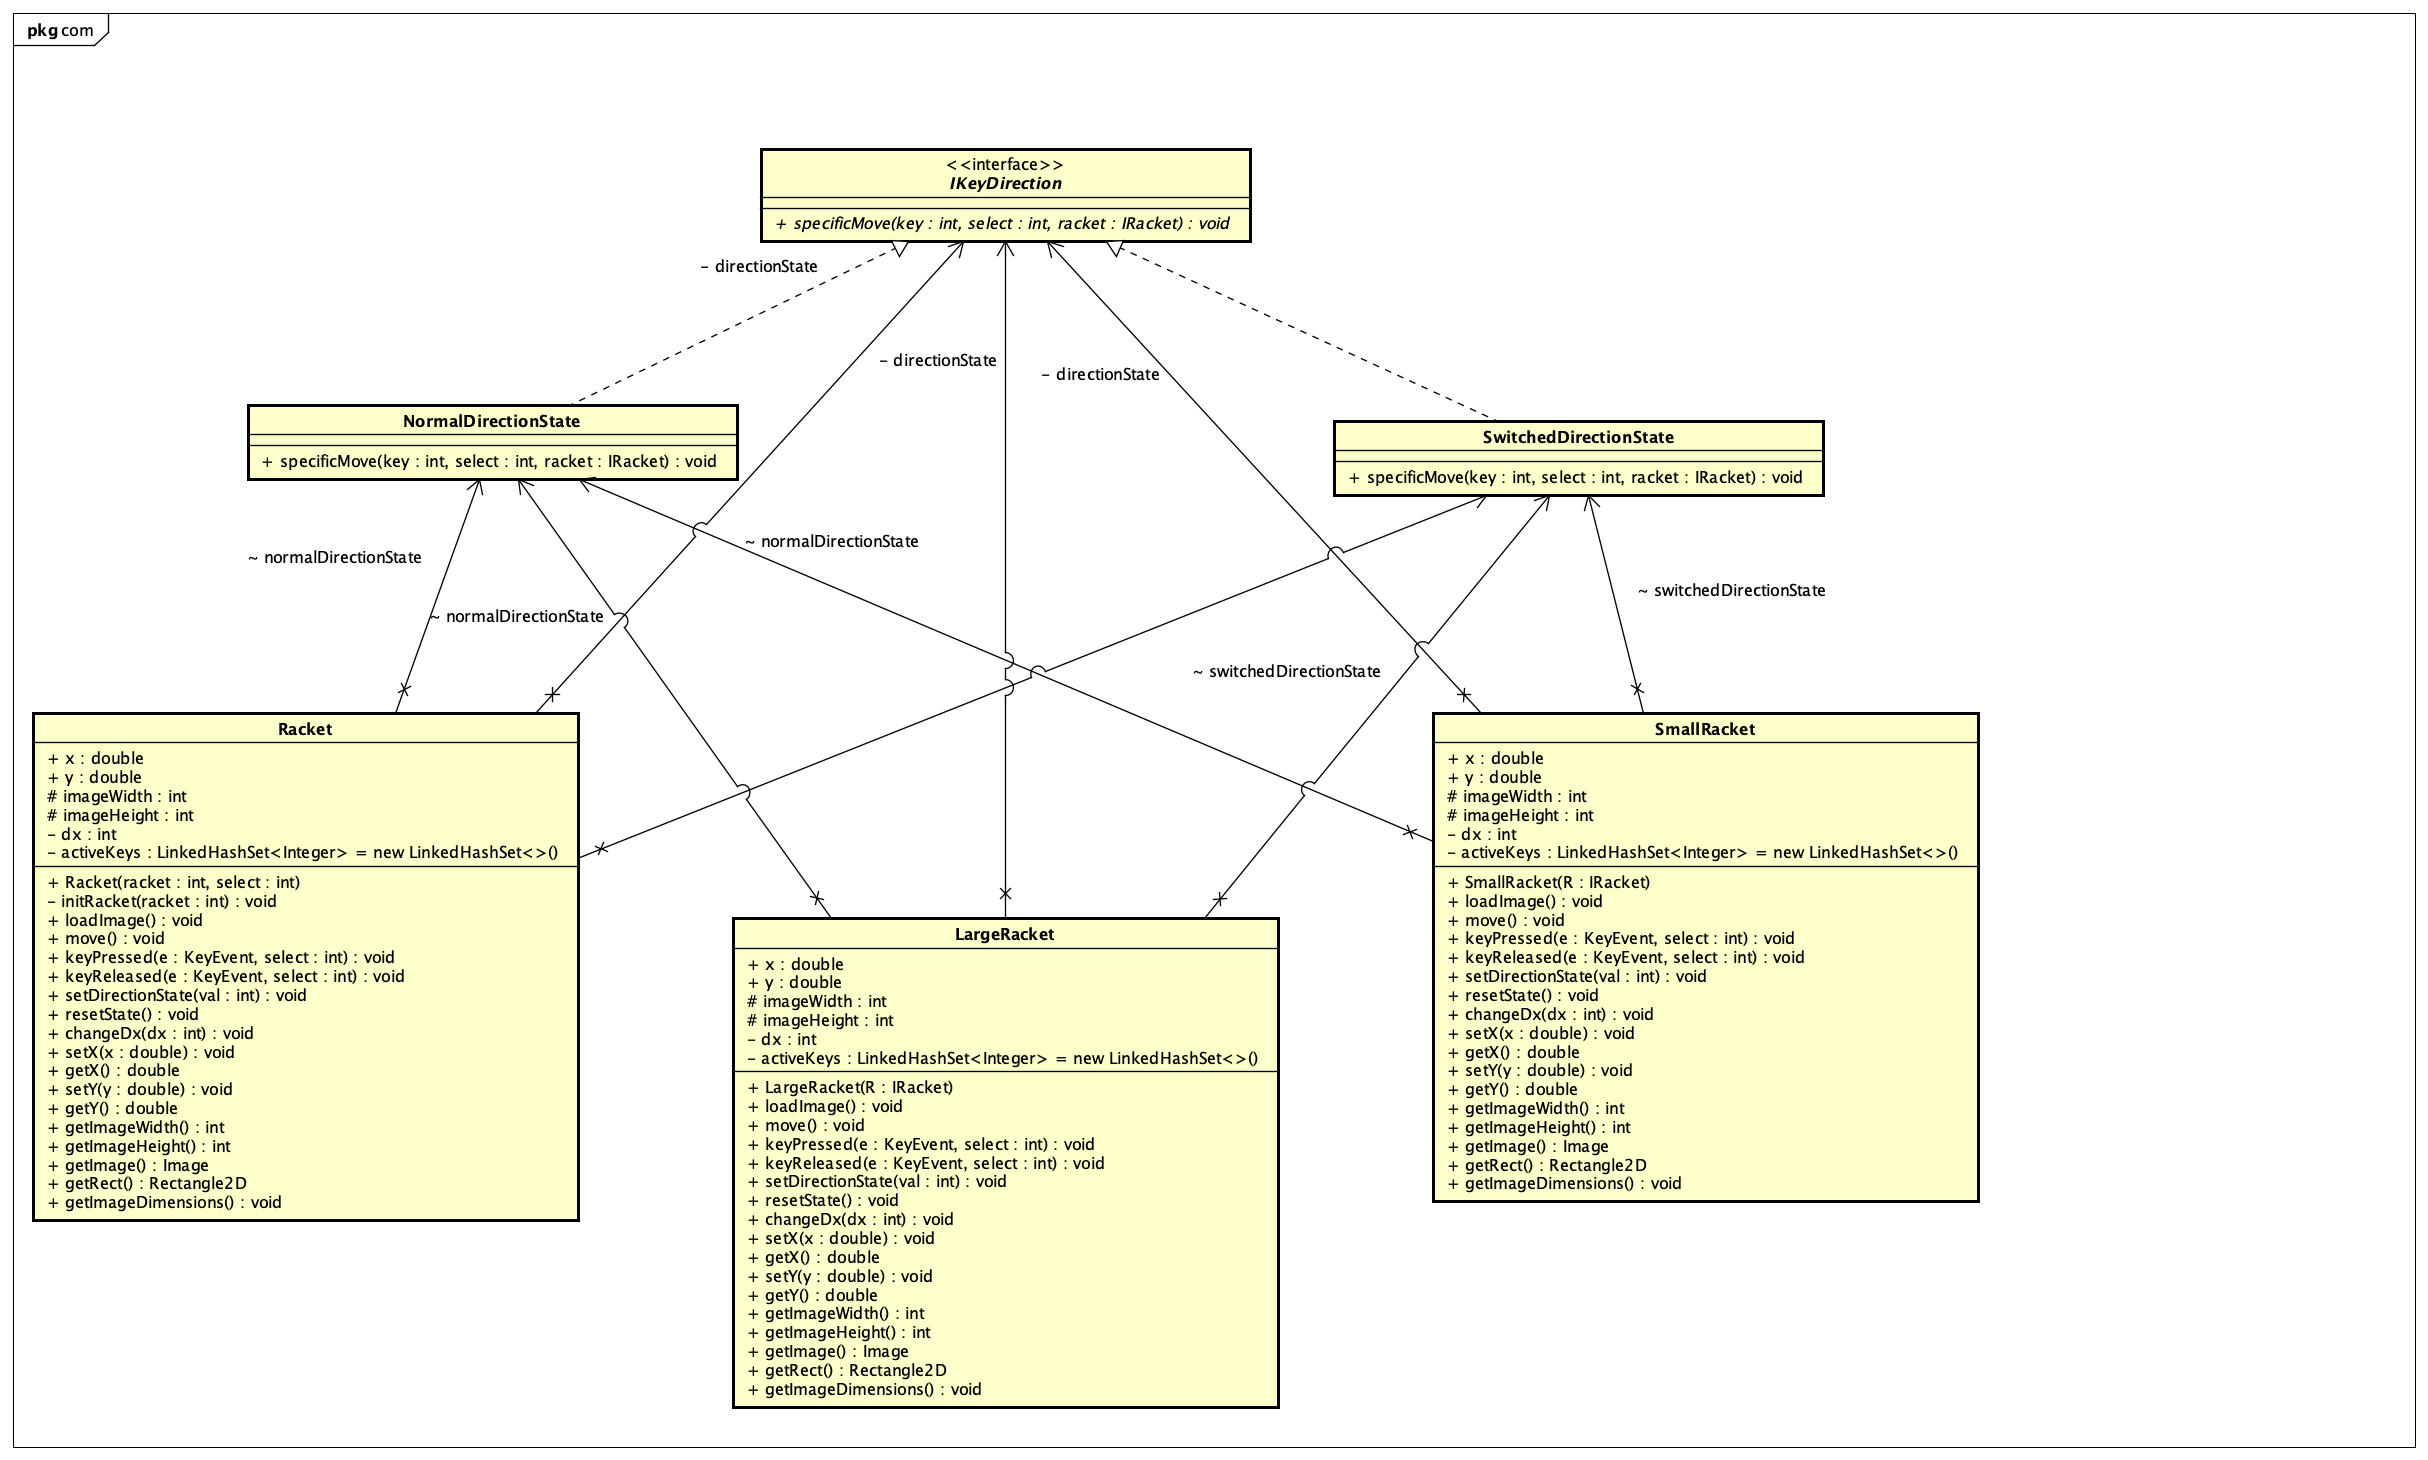 pkg com
<<interface>>
IKeyDirection
+ specificMove(key : int, select : int, racket : IRacket) : void
- directionState
- directionState
- directionState
NormalDirectionState
+ specificMove(key : int, select : int, racket : IRacket) : void
SwitchedDirectionState
+ specificMove(key : int, select : int, racket : IRacket) : void
~ normalDirectionState
~ normalDirectionState
~ normalDirectionState
~ switchedDirectionState
~ switchedDirectionState
Racket
+ x : double
+ y : double
# imageWidth : int
# imageHeight : int
- dx : int
- activeKeys : LinkedHashSet<Integer> = new LinkedHashSet<>()
+ Racket(racket : int, select : int)
- initRacket(racket : int) : void
+ loadImage() : void
+ move() : void
+ keyPressed(e : KeyEvent, select : int) : void
+ keyReleased(e : KeyEvent, select : int) : void
+ setDirectionState(val : int) : void
+ resetState() : void
+ changeDx(dx : int) : void
+ setX(x : double) : void
+ getX() : double
+ setY(y : double) : void
+ getY() : double
+ getImageWidth() : int
+ getImageHeight() : int
+ getImage() : Image
+ getRect() : Rectangle2D
+ getImageDimensions() : void
LargeRacket
+ x : double
+ y : double
# imageWidth : int
# imageHeight : int
- dx : int
- activeKeys : LinkedHashSet<Integer> = new LinkedHashSet<>()
+ LargeRacket(R : IRacket)
+ loadImage() : void
+ move() : void
+ keyPressed(e : KeyEvent, select : int) : void
+ keyReleased(e : KeyEvent, select : int) : void
+ setDirectionState(val : int) : void
+ resetState() : void
+ changeDx(dx : int) : void
+ setX(x : double) : void
+ getX() : double
+ setY(y : double) : void
+ getY() : double
+ getImageWidth() : int
+ getImageHeight() : int
+ getImage() : Image
+ getRect() : Rectangle2D
+ getImageDimensions() : void
SmallRacket
+ x : double
+ y : double
# imageWidth : int
# imageHeight : int
- dx : int
- activeKeys : LinkedHashSet<Integer> = new LinkedHashSet<>()
+ SmallRacket(R : IRacket)
+ loadImage() : void
+ move() : void
+ keyPressed(e : KeyEvent, select : int) : void
+ keyReleased(e : KeyEvent, select : int) : void
+ setDirectionState(val : int) : void
+ resetState() : void
+ changeDx(dx : int) : void
+ setX(x : double) : void
+ getX() : double
+ setY(y : double) : void
+ getY() : double
+ getImageWidth() : int
+ getImageHeight() : int
+ getImage() : Image
+ getRect() : Rectangle2D
+ getImageDimensions() : void